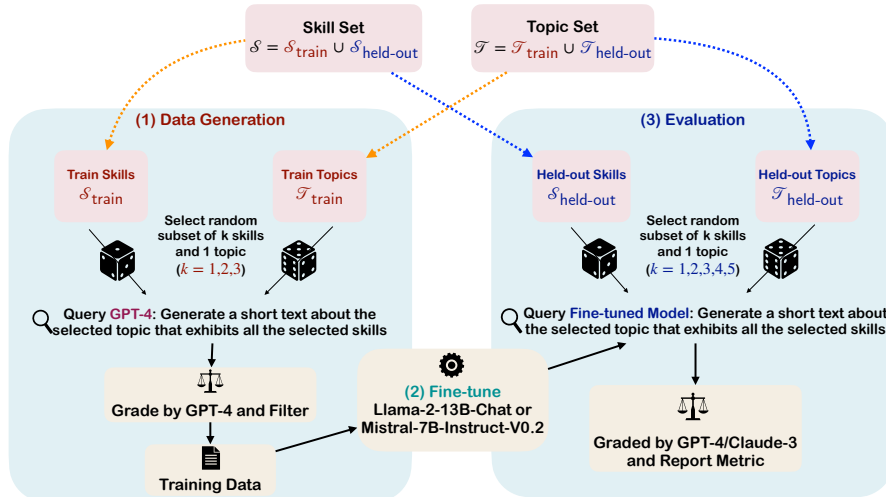 Skill Set
𝒮 = 𝒮train ∪ 𝒮held-out
Topic Set
𝒯 = 𝒯train ∪ 𝒯held-out
(1) Data Generation
Train Skills
𝒮train
Train Topics
𝒯train
Select random
subset of k skills
and 1 topic
(k = 1,2,3)
Query GPT-4: Generate a short text about the
selected topic that exhibits all the selected skills
Grade by GPT-4 and Filter
Training Data
(2) Fine-tune
Llama-2-13B-Chat or
Mistral-7B-Instruct-V0.2
(3) Evaluation
Held-out Skills
𝒮held-out
Held-out Topics
𝒯held-out
Select random
subset of k skills
and 1 topic
(k = 1,2,3,4,5)
Query Fine-tuned Model: Generate a short text about
the selected topic that exhibits all the selected skills
Graded by GPT-4/Claude-3
and Report Metric